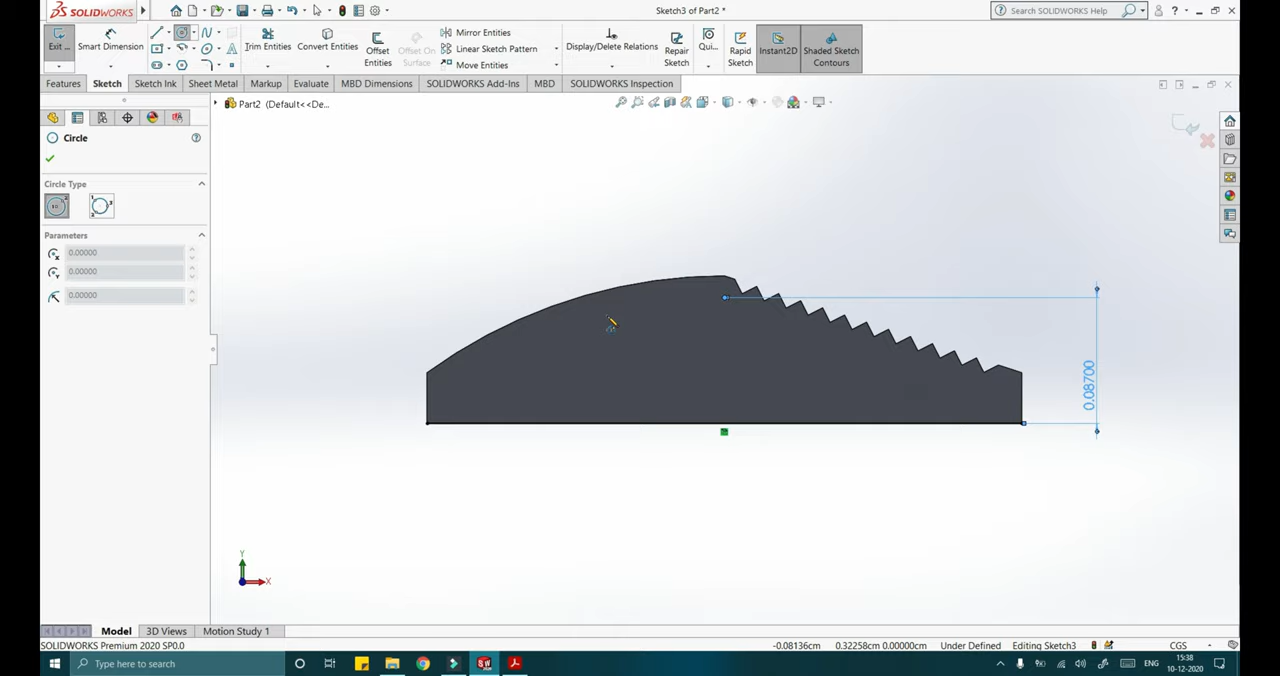 SOLIDWORKS
Sketch3 of Part2 *
Search SOLIDWORKS Help
Exit ...
Smart Dimension
Trim Entities
Convert Entities
Offset Entities
Offset On Surface
Mirror Entities
Linear Sketch Pattern
Move Entities
Display/Delete Relations
Repair Sketch
Qui...
Rapid Sketch
Instant2D
Shaded Sketch Contours
Features
Sketch
Sketch Ink
Sheet Metal
Markup
Evaluate
MBD Dimensions
SOLIDWORKS Add-Ins
MBD
SOLIDWORKS Inspection
Part2 (Default<<De...
Circle
Circle Type
Parameters
0.00000
0.00000
0.00000
0.08700
Y
X
Model
3D Views
Motion Study 1
SOLIDWORKS Premium 2020 SP0.0
-0.08136cm
0.32258cm
0.00000cm
Under Defined
Editing Sketch3
CGS
Type here to search
ENG
15:38
10-12-2020